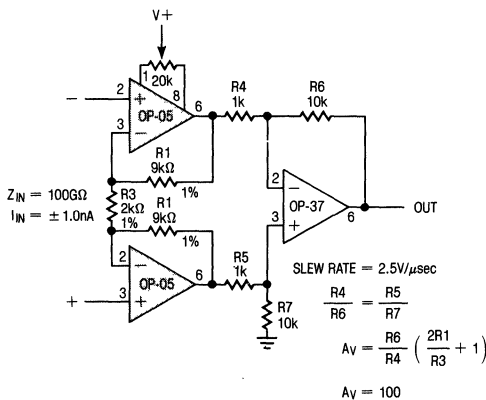 V+
1
20k
8
2
+
OP-05
6
3
−
R4
1k
R6
10k
R1
9kΩ
1%
ZIN = 100GΩ
IIN = ± 1.0nA
R3
2kΩ
1%
R1
9kΩ
1%
2
−
OP-37
3
+
6
OUT
−
2
−
OP-05
6
3
+
+
R5
1k
R7
10k
SLEW RATE = 2.5V/μsec
R4/R6 = R5/R7
AV = R6/R4 (2R1/R3 + 1)
AV = 100